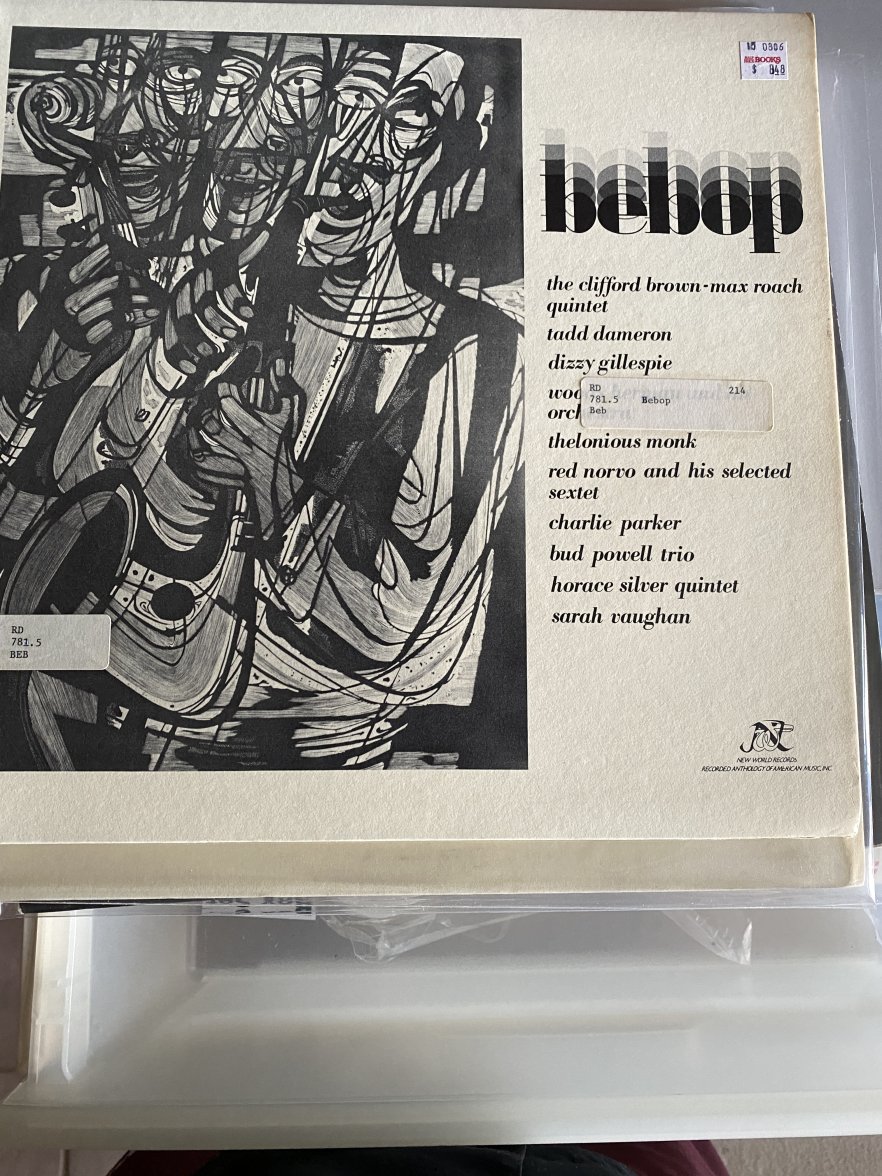 15 0806
BOOKS
$ 848
bebop
the clifford brown-max roach
quintet
tadd dameron
dizzy gillespie
thelonious monk
red norvo and his selected
sextet
charlie parker
bud powell trio
horace silver quintet
sarah vaughan
RD 214
781.5 Bebop
Beb
RD
781.5
BEB
NEW WORLD RECORDS
RECORDED ANTHOLOGY OF AMERICAN MUSIC, INC.